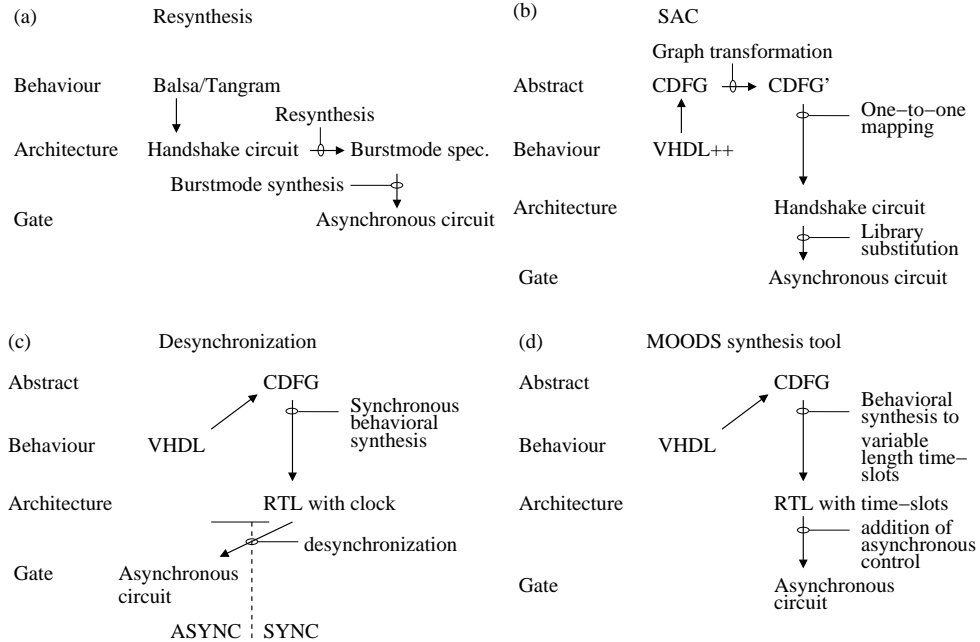 (a) Resynthesis
Behaviour Balsa/Tangram
Resynthesis
Architecture Handshake circuit Burstmode spec.
Burstmode synthesis
Gate Asynchronous circuit
(b) SAC
Graph transformation
Abstract CDFG CDFG’
One−to−one
mapping
Behaviour VHDL++
Architecture Handshake circuit
Library
substitution
Gate Asynchronous circuit
(c) Desynchronization
Abstract CDFG
Synchronous
behavioral
synthesis
Behaviour VHDL
Architecture RTL with clock
desynchronization
Gate Asynchronous
circuit
ASYNC SYNC
(d) MOODS synthesis tool
Abstract CDFG
Behavioral
synthesis to
Behaviour VHDL variable
length time−
slots
Architecture RTL with time−slots
addition of
asynchronous
control
Gate Asynchronous
circuit